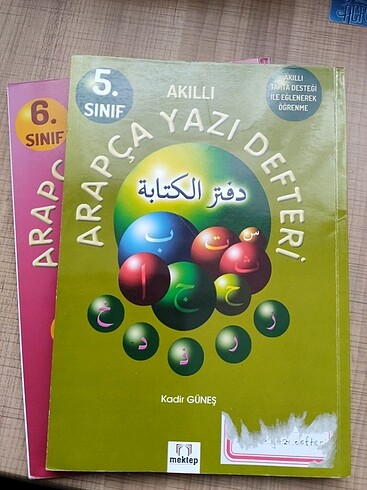 5.
SINIF
AKILLI
AKILLI
TAHTA DESTEĞİ
İLE EĞLENEREK
ÖĞRENME
ARAPÇA YAZI DEFTERİ
دفتر الكتابة
ب
ت
س
ث
ا
ج
ح
خ
د
ذ
ر
ز
Kadir GÜNEŞ
mektep
6.
SINIF
ARAPÇ